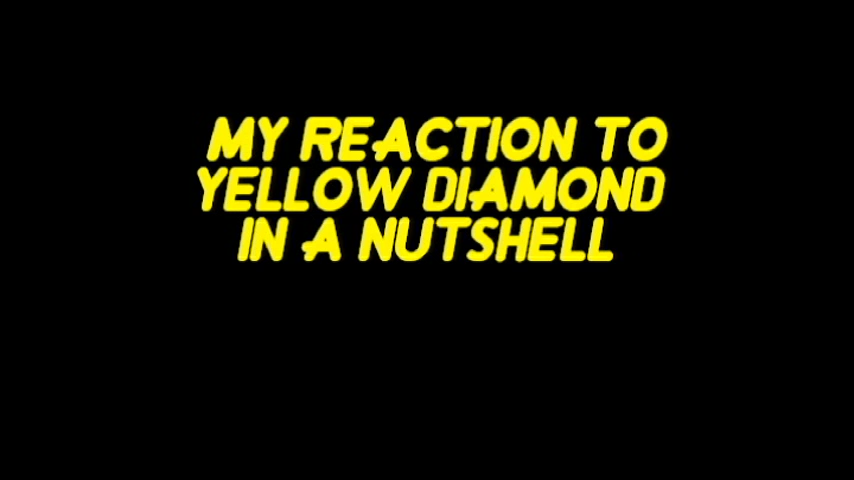 MY REACTION TO
YELLOW DIAMOND
IN A NUTSHELL